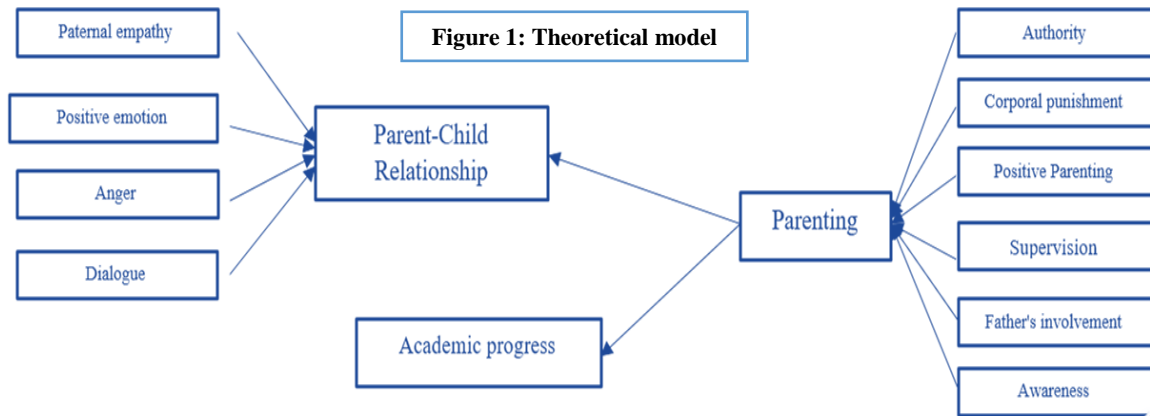 Figure 1: Theoretical model
Paternal empathy
Positive emotion
Anger
Dialogue
Parent-Child
Relationship
Academic progress
Parenting
Authority
Corporal punishment
Positive Parenting
Supervision
Father's involvement
Awareness